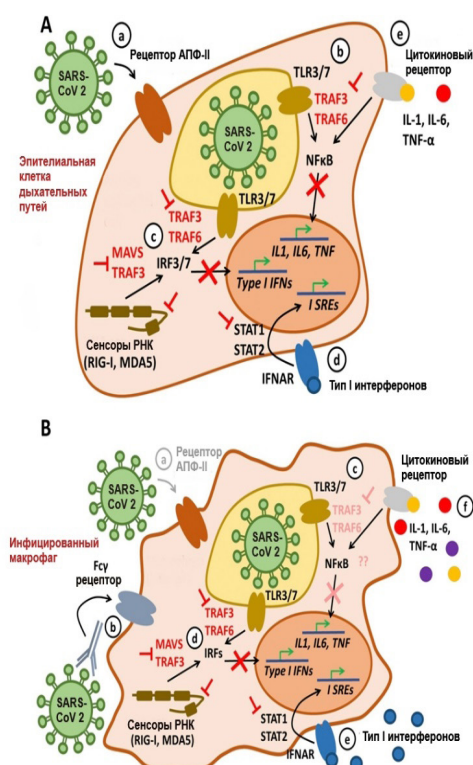 A
a
Рецептор АПФ-II
SARS-
CoV 2
b
TLR3/7
e
Цитокиновый
рецептор
TRAF3
TRAF6
IL-1, IL-6,
TNF-α
SARS-
CoV 2
NFκB
Эпителиальная
клетка
дыхательных
путей
TLR3/7
TRAF3
TRAF6
c
MAVS
TRAF3
IRF3/7
IL1, IL6, TNF
Type I IFNs
I SREs
Сенсоры РНК
(RIG-I, MDA5)
STAT1
STAT2
IFNAR
d
Тип I интерферонов
B
a
Рецептор
АПФ-II
SARS-
CoV 2
c
TLR3/7
Цитокиновый
рецептор
f
TRAF3
TRAF6
IL-1, IL-6,
TNF-α
Инфицированный
макрофаг
SARS-
CoV 2
NFκB
??
Fcγ
рецептор
TLR3/7
b
TRAF3
TRAF6
d
MAVS
TRAF3
IRFs
IL1, IL6, TNF
Type I IFNs
I SREs
SARS-
CoV 2
Сенсоры РНК
(RIG-I, MDA5)
STAT1
STAT2
IFNAR
e
Тип I интерферонов